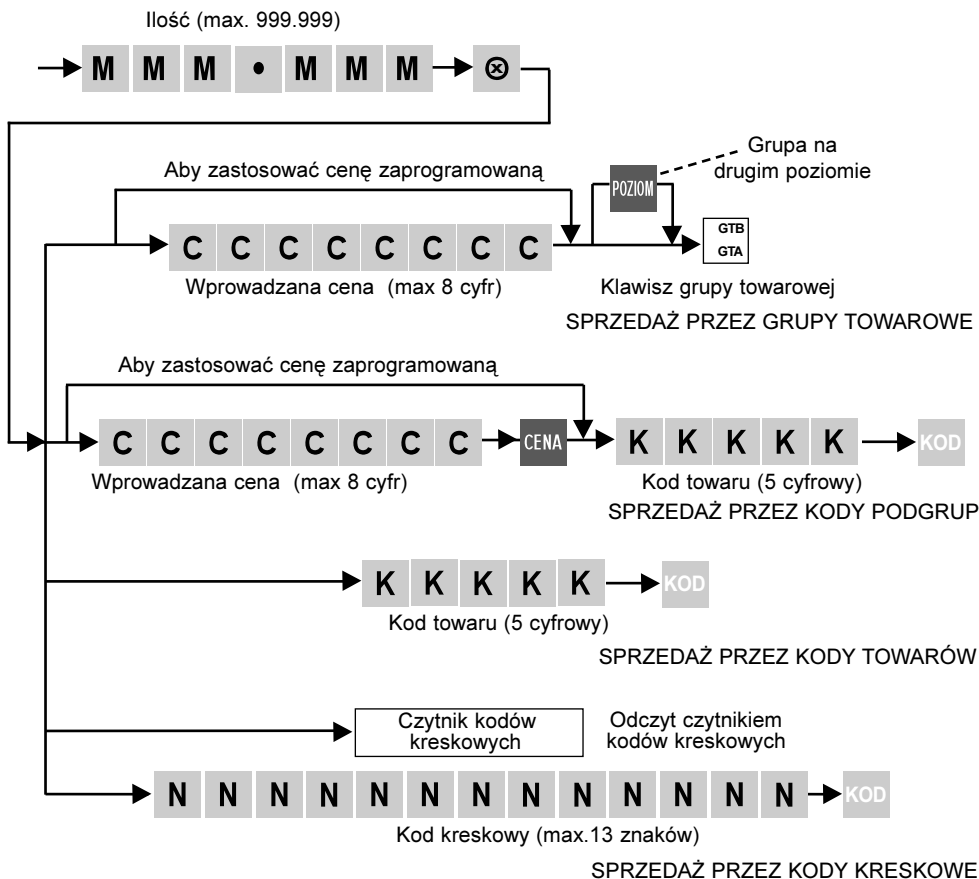 Ilość (max. 999.999)
M M M • M M M ⊗
Grupa na
drugim poziomie
Aby zastosować cenę zaprogramowaną
POZIOM
C C C C C C C C
GTB
GTA
Wprowadzana cena (max 8 cyfr)
Klawisz grupy towarowej
SPRZEDAŻ PRZEZ GRUPY TOWAROWE
Aby zastosować cenę zaprogramowaną
C C C C C C C C CENA K K K K K KOD
Wprowadzana cena (max 8 cyfr)
Kod towaru (5 cyfrowy)
SPRZEDAŻ PRZEZ KODY PODGRUP
K K K K K KOD
Kod towaru (5 cyfrowy)
SPRZEDAŻ PRZEZ KODY TOWARÓW
Czytnik kodów
kreskowych
Odczyt czytnikiem
kodów kreskowych
N N N N N N N N N N N N N KOD
Kod kreskowy (max.13 znaków)
SPRZEDAŻ PRZEZ KODY KRESKOWE